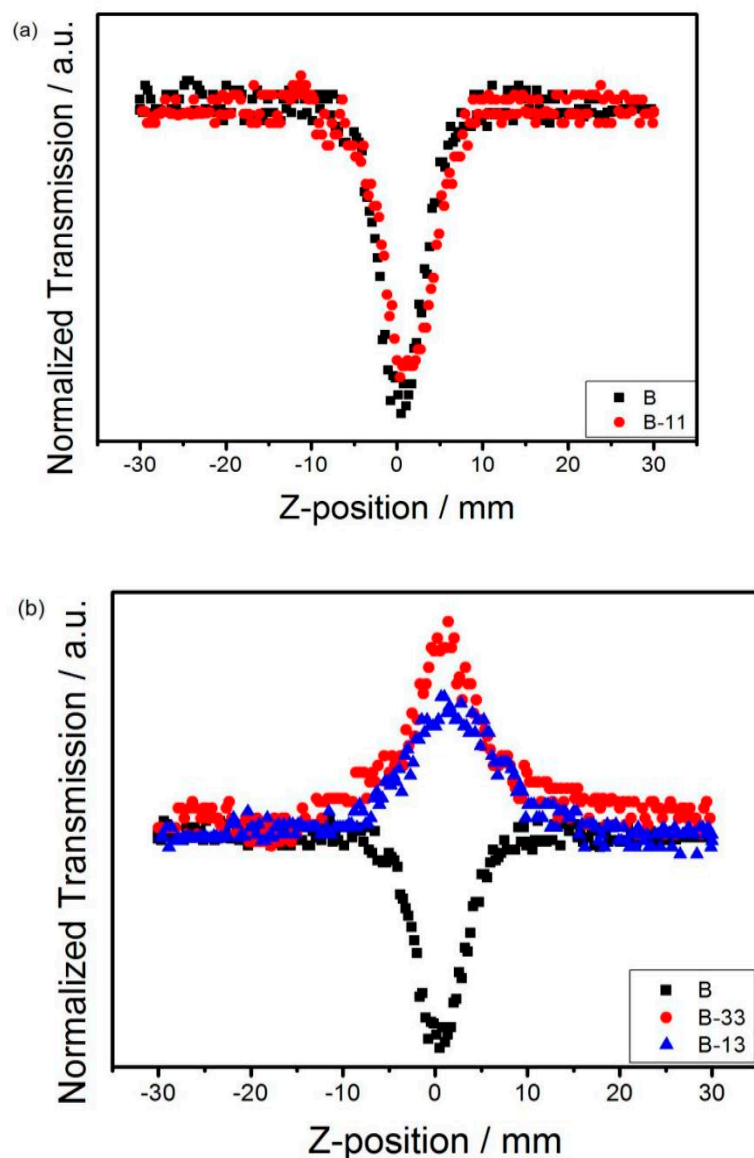 (a)
Normalized Transmission / a.u.
B
B-11
-30 -20 -10 0 10 20 30
Z-position / mm
(b)
Normalized Transmission / a.u.
B
B-33
B-13
-30 -20 -10 0 10 20 30
Z-position / mm